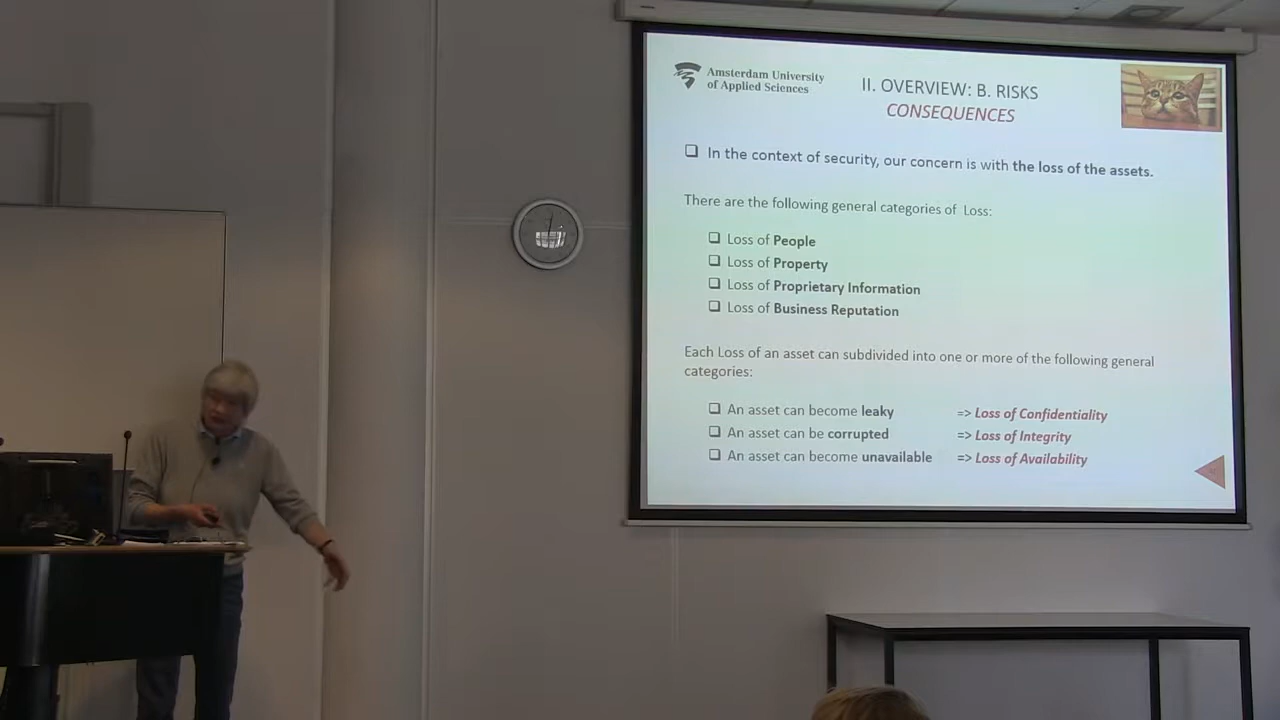 Amsterdam University
of Applied Sciences
II. OVERVIEW: B. RISKS
CONSEQUENCES
In the context of security, our concern is with the loss of the assets.
There are the following general categories of Loss:
Loss of People
Loss of Property
Loss of Proprietary Information
Loss of Business Reputation
Each Loss of an asset can subdivided into one or more of the following general
categories:
An asset can become leaky => Loss of Confidentiality
An asset can be corrupted => Loss of Integrity
An asset can become unavailable => Loss of Availability